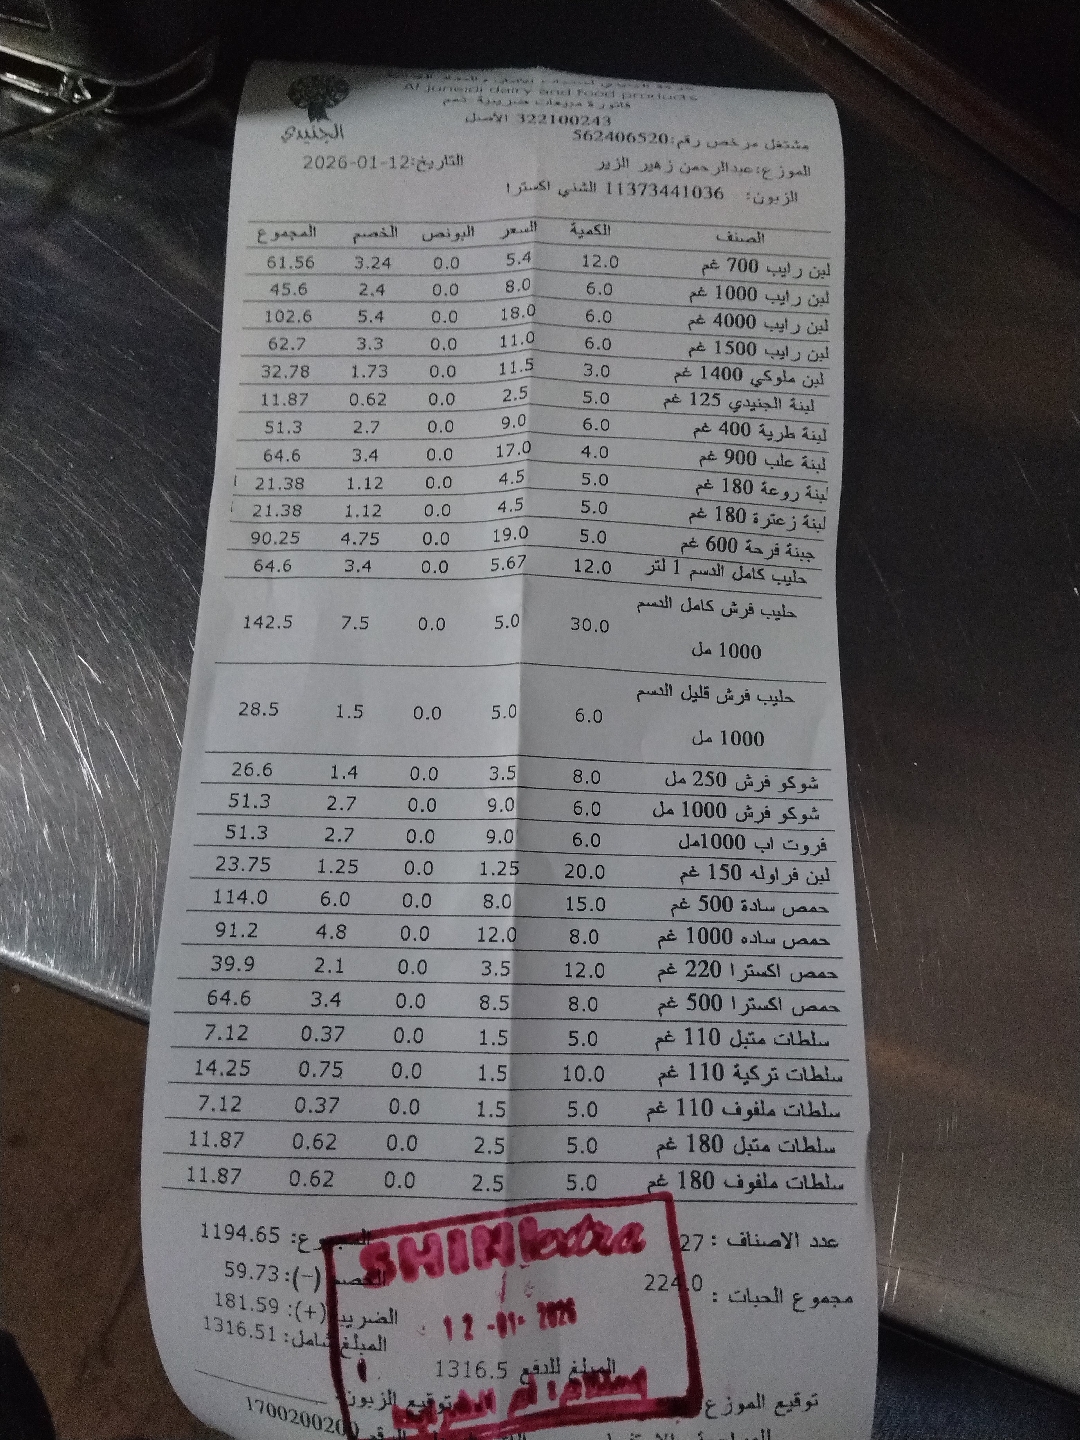 الجنيدي
Al juneidi dairy and food products
فاتورة مبيعات ضريبية
322100243 الأصل
مشتغل مرخص رقم:562406520
الموزع:عبدالرحمن زهير الزير التاريخ:2026-01-12
الزبون: 11373441036 الشني اكسترا
الصنف الكمية السعر البونص الخصم المجموع
لبن رايب 700 غم 12.0 5.4 0.0 3.24 61.56
لبن رايب 1000 غم 6.0 8.0 0.0 2.4 45.6
لبن رايب 4000 غم 6.0 18.0 0.0 5.4 102.6
لبن رايب 1500 غم 6.0 11.0 0.0 3.3 62.7
لبن ملوكي 1400 غم 3.0 11.5 0.0 1.73 32.78
لبنة الجنيدي 125 غم 5.0 2.5 0.0 0.62 11.87
لبنة طرية 400 غم 6.0 9.0 0.0 2.7 51.3
لبنة علب 900 غم 4.0 17.0 0.0 3.4 64.6
لبنة روعة 180 غم 5.0 4.5 0.0 1.12 21.38
لبنة زعترة 180 غم 5.0 4.5 0.0 1.12 21.38
جبنة فرحة 600 غم 5.0 19.0 0.0 4.75 90.25
حليب كامل الدسم 1 لتر 12.0 5.67 0.0 3.4 64.6
حليب فرش كامل الدسم
1000 مل 30.0 5.0 0.0 7.5 142.5
حليب فرش قليل الدسم
1000 مل 6.0 5.0 0.0 1.5 28.5
شوكو فرش 250 مل 8.0 3.5 0.0 1.4 26.6
شوكو فرش 1000 مل 6.0 9.0 0.0 2.7 51.3
فروت اب 1000مل 6.0 9.0 0.0 2.7 51.3
لبن فراوله 150 غم 20.0 1.25 0.0 1.25 23.75
حمص سادة 500 غم 15.0 8.0 0.0 6.0 114.0
حمص ساده 1000 غم 8.0 12.0 0.0 4.8 91.2
حمص اكسترا 220 غم 12.0 3.5 0.0 2.1 39.9
حمص اكسترا 500 غم 8.0 8.5 0.0 3.4 64.6
سلطات متبل 110 غم 5.0 1.5 0.0 0.37 7.12
سلطات تركية 110 غم 10.0 1.5 0.0 0.75 14.25
سلطات ملفوف 110 غم 5.0 1.5 0.0 0.37 7.12
سلطات متبل 180 غم 5.0 2.5 0.0 0.62 11.87
سلطات ملفوف 180 غم 5.0 2.5 0.0 0.62 11.87
عدد الاصناف : 27 المجموع: 1194.65
مجموع الحبات : 224.0 الخصم (-): 59.73
الضريبة (+): 181.59
المبلغ شامل: 1316.51
SHINI extra
12 -01- 2026
المبلغ للدفع 1316.5
توقيع الموزع توقيع الزبون